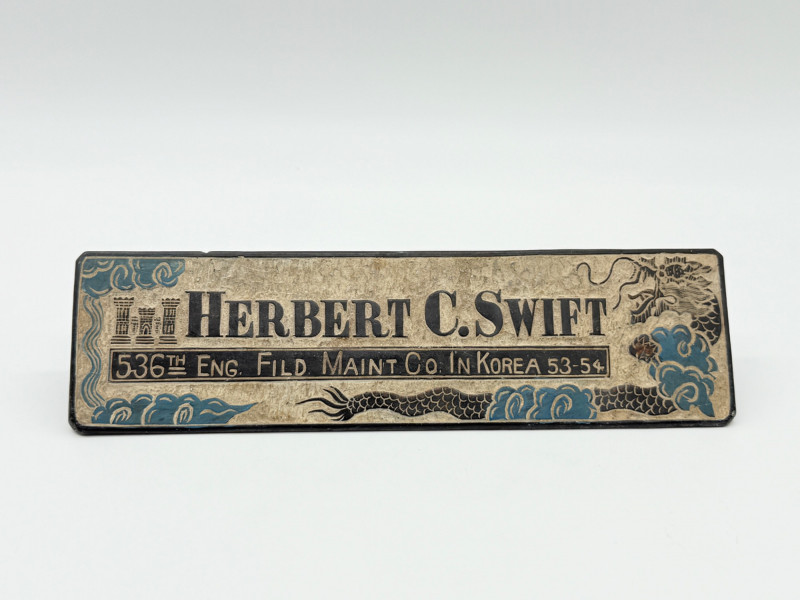 HERBERT C. SWIFT
536TH ENG. FILD. MAINT CO. IN KOREA 53-54